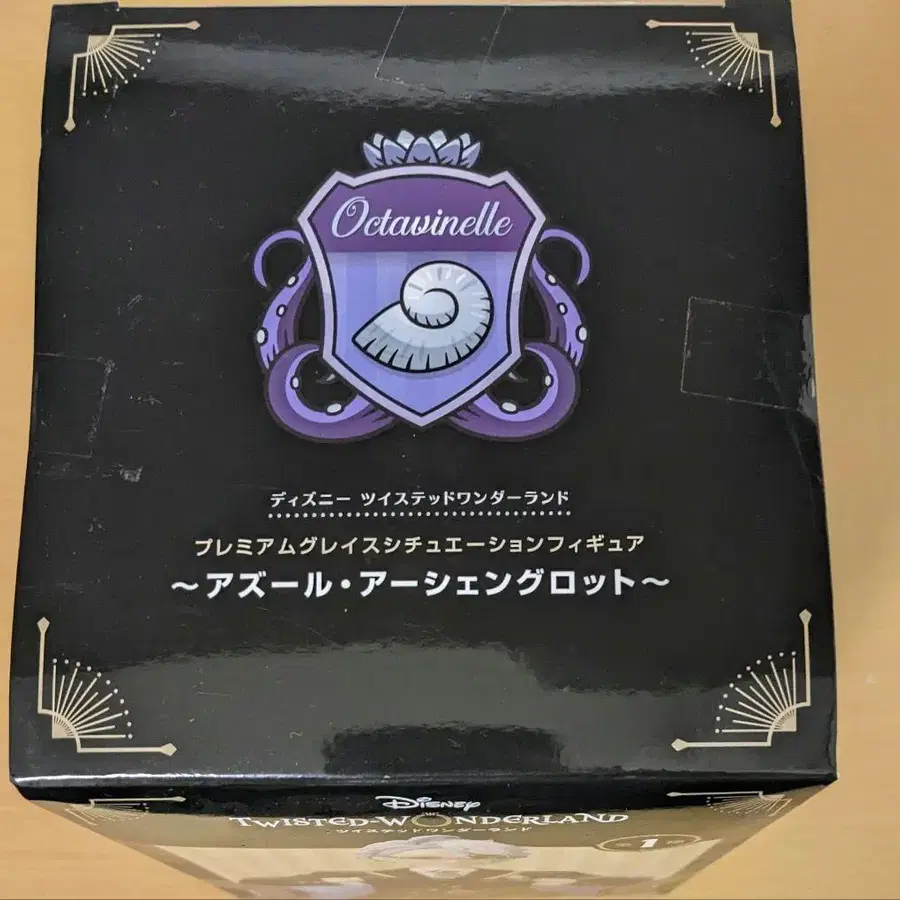 Octavinelle
ディズニー ツイステッドワンダーランド
プレミアムグレイスシチュエーションフィギュア
～アズール・アーシェングロット～
Disney
TWISTED-WONDERLAND
ツイステッドワンダーランド
1